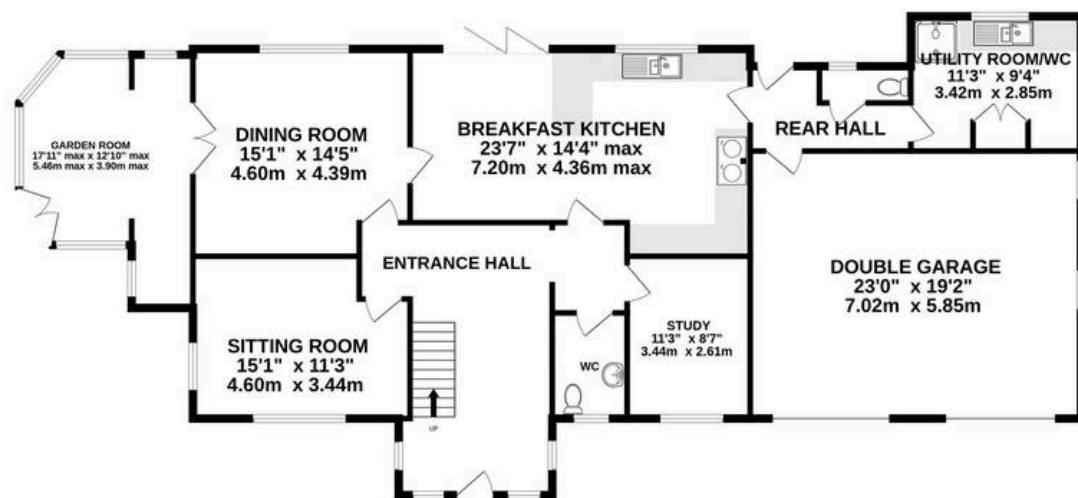 UTILITY ROOM/WC
11'3" x 9'4"
3.42m x 2.85m
GARDEN ROOM
17'11" max x 12'10" max
5.46m max x 3.90m max
DINING ROOM
15'1" x 14'5"
4.60m x 4.39m
BREAKFAST KITCHEN
23'7" x 14'4" max
7.20m x 4.36m max
REAR HALL
ENTRANCE HALL
DOUBLE GARAGE
23'0" x 19'2"
7.02m x 5.85m
SITTING ROOM
15'1" x 11'3"
4.60m x 3.44m
STUDY
11'3" x 8'7"
3.44m x 2.61m
WC
UP